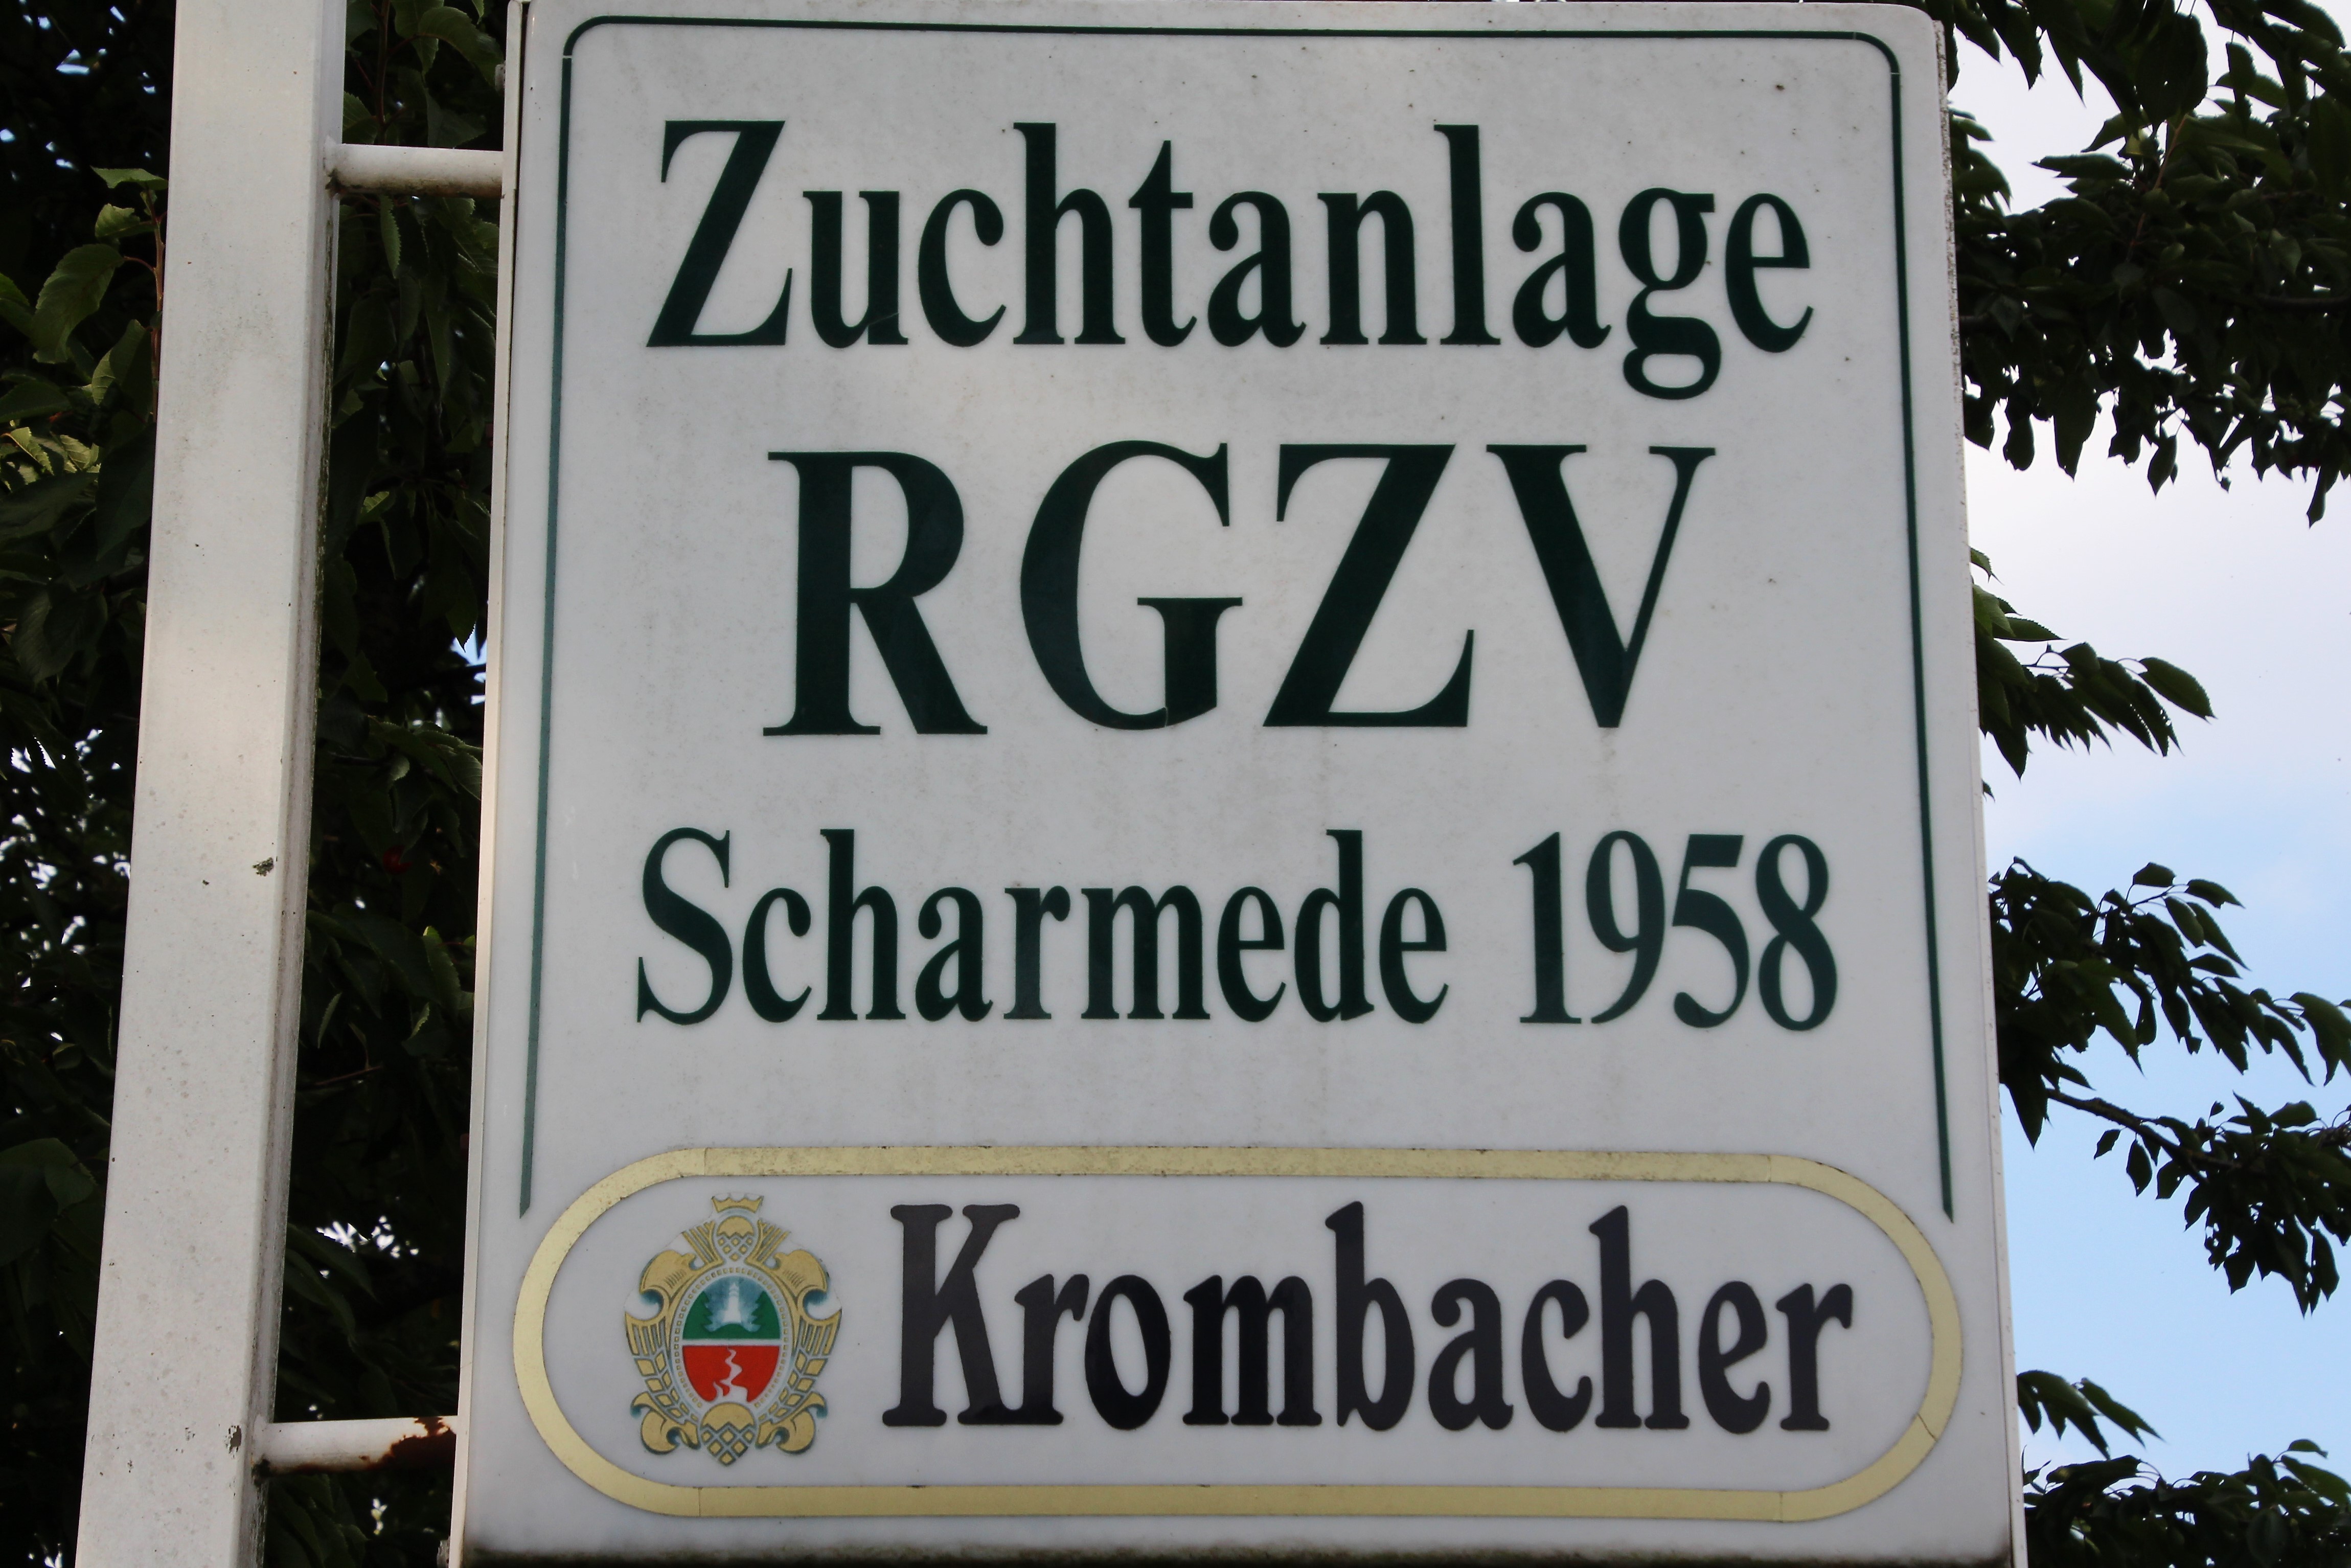 Zuchtanlage
RGZV
Scharmede 1958
Krombacher